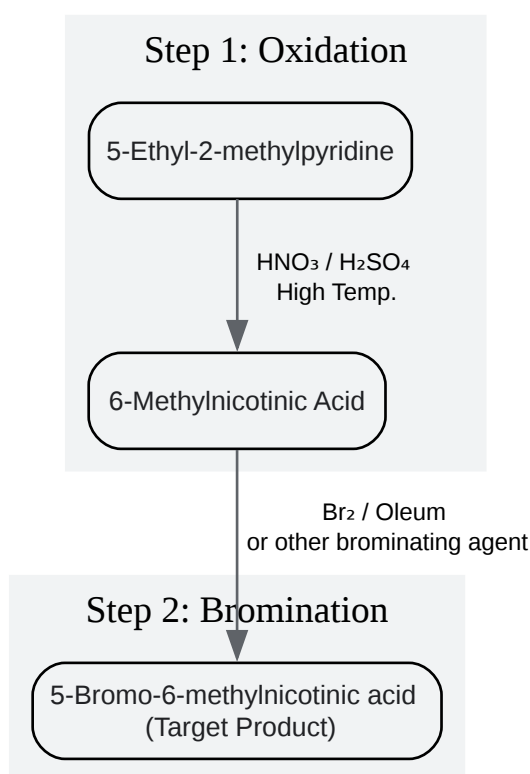 Step 1: Oxidation
5-Ethyl-2-methylpyridine
HNO₃ / H₂SO₄
High Temp.
6-Methylnicotinic Acid
Br₂ / Oleum
or other brominating agent
Step 2: Bromination
5-Bromo-6-methylnicotinic acid
(Target Product)